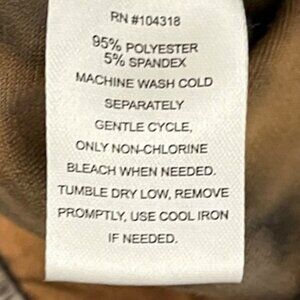 RN #104318
95% POLYESTER
5% SPANDEX
MACHINE WASH COLD
SEPARATELY
GENTLE CYCLE,
ONLY NON-CHLORINE
BLEACH WHEN NEEDED.
TUMBLE DRY LOW, REMOVE
PROMPTLY, USE COOL IRON
IF NEEDED.